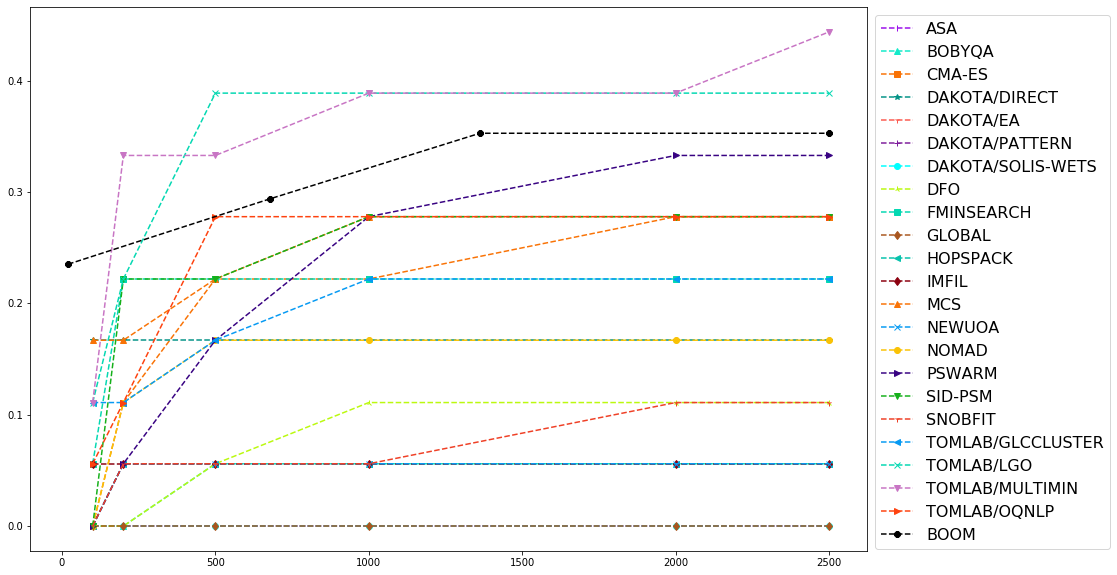 0.4
0.3
0.2
0.1
0.0
0
500
1000
1500
2000
2500
ASA
BOBYQA
CMA-ES
DAKOTA/DIRECT
DAKOTA/EA
DAKOTA/PATTERN
DAKOTA/SOLIS-WETS
DFO
FMINSEARCH
GLOBAL
HOPSPACK
IMFIL
MCS
NEWUOA
NOMAD
PSWARM
SID-PSM
SNOBFIT
TOMLAB/GLCCLUSTER
TOMLAB/LGO
TOMLAB/MULTIMIN
TOMLAB/OQNLP
BOOM